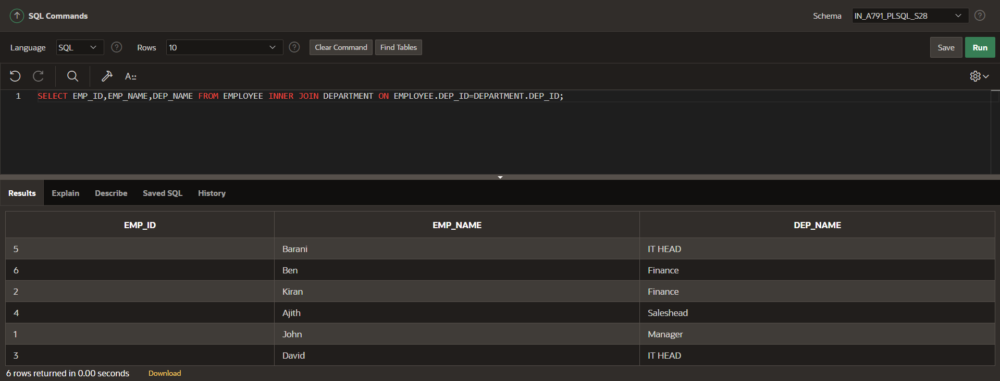 SQL Commands Schema IN_A791_PLSQL_S28
Language SQL Rows 10 Clear Command Find Tables Save Run
A::
1 SELECT EMP_ID,EMP_NAME,DEP_NAME FROM EMPLOYEE INNER JOIN DEPARTMENT ON EMPLOYEE.DEP_ID=DEPARTMENT.DEP_ID;
Results Explain Describe Saved SQL History
EMP_ID EMP_NAME DEP_NAME
5 Barani IT HEAD
6 Ben Finance
2 Kiran Finance
4 Ajith Saleshead
1 John Manager
3 David IT HEAD
6 rows returned in 0.00 seconds Download